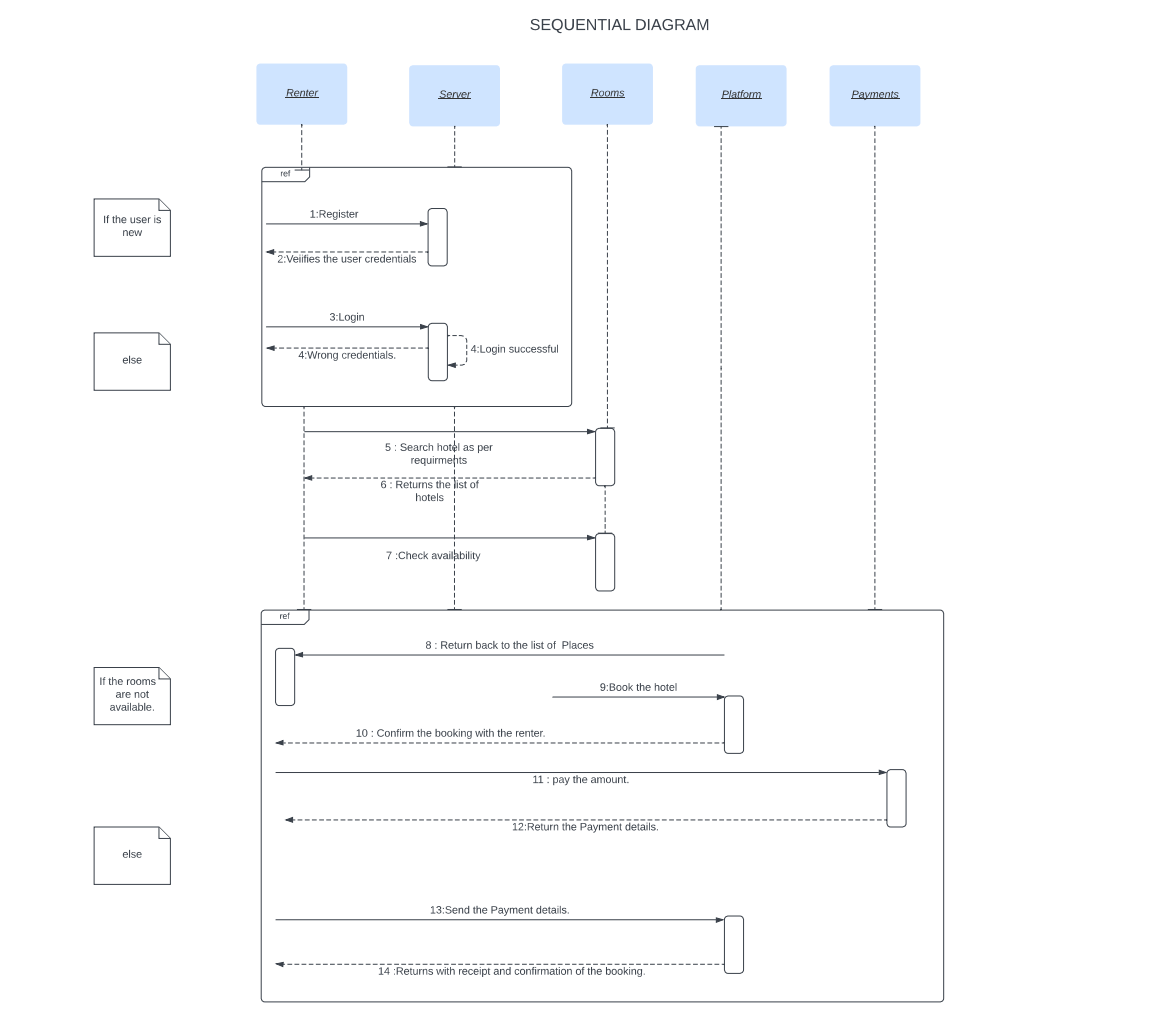 SEQUENTIAL DIAGRAM
Renter
Server
Rooms
Platform
Payments
ref
If the user is
new
1:Register
2:Veiifies the user credentials
3:Login
else
4:Login successful
4:Wrong credentials.
5 : Search hotel as per
requirments
6 : Returns the list of
hotels
7 :Check availability
ref
8 : Return back to the list of  Places
If the rooms
are not
available.
9:Book the hotel
10 : Confirm the booking with the renter.
11 : pay the amount.
12:Return the Payment details.
else
13:Send the Payment details.
14 :Returns with receipt and confirmation of the booking.